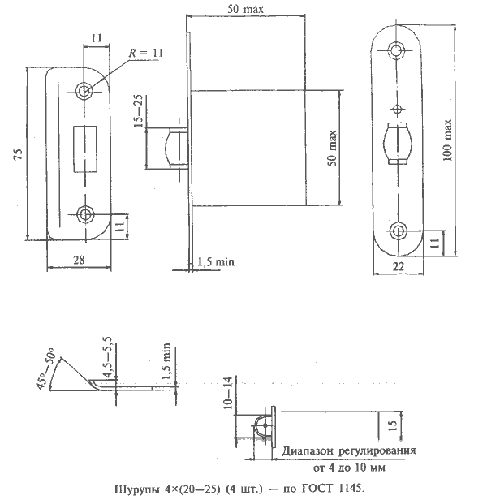 50 max
11
R = 11
15–25
75
50 max
100 max
11
11
1,5 min
28
22
45°–50°
4,5–5,5
1,5 min
10–14
15
Диапазон регулирования
от 4 до 10 мм
Шурупы 4×(20–25) (4 шт.) — по ГОСТ 1145.